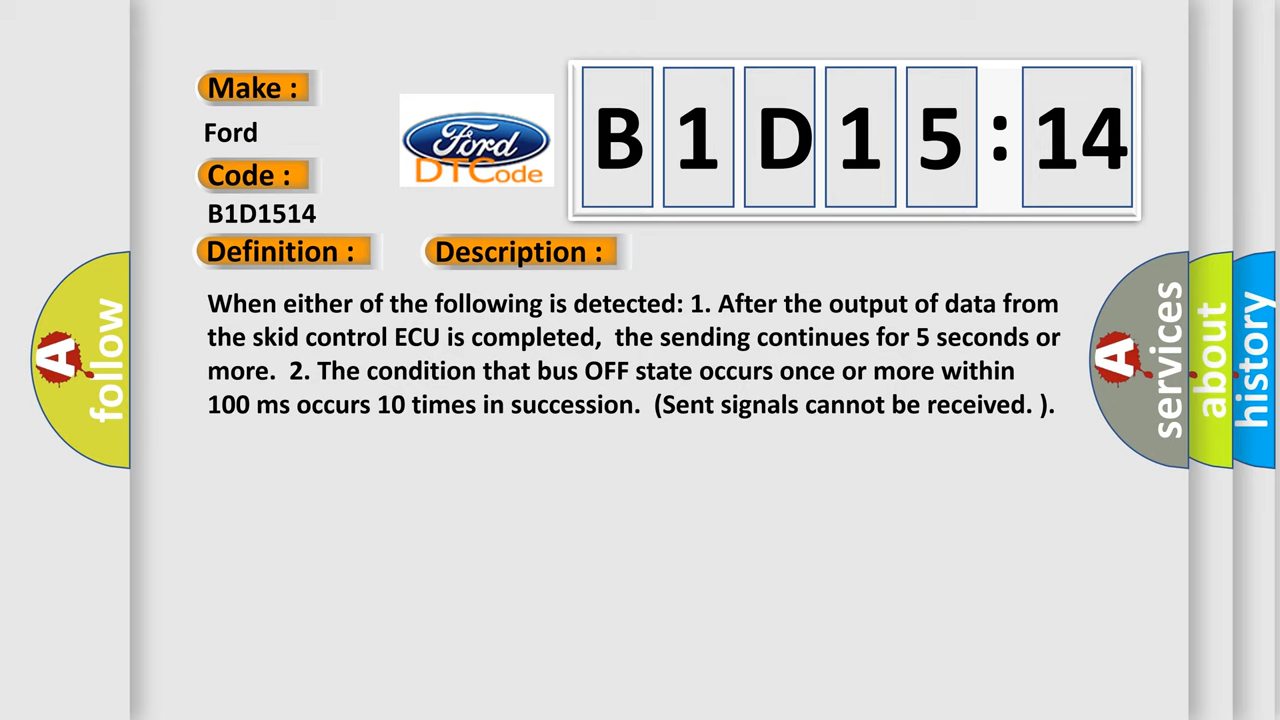 Make :
Ford
Code :
B1D1514
Definition :
Description :
Ford
DTCode
B1D15:14
When either of the following is detected: 1. After the output of data from
the skid control ECU is completed,  the sending continues for 5 seconds or
more.  2. The condition that bus OFF state occurs once or more within
100 ms occurs 10 times in succession.  (Sent signals cannot be received. ).
A follow
A services
about
history